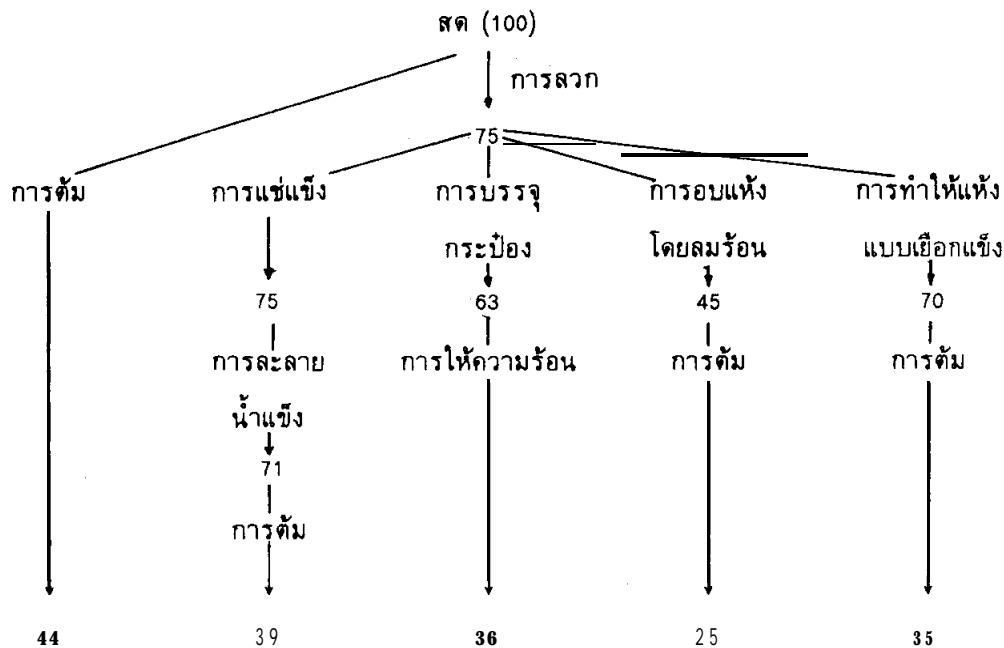 สด (100)
การลวก
75
การต้ม การแช่แข็ง การบรรจุ การอบแห้ง การทำให้แห้ง
กระป๋อง โดยลมร้อน แบบเยือกแข็ง
75 63 45 70
การละลาย การให้ความร้อน การต้ม การต้ม
น้ำแข็ง
71
การต้ม
44 39 36 25 35